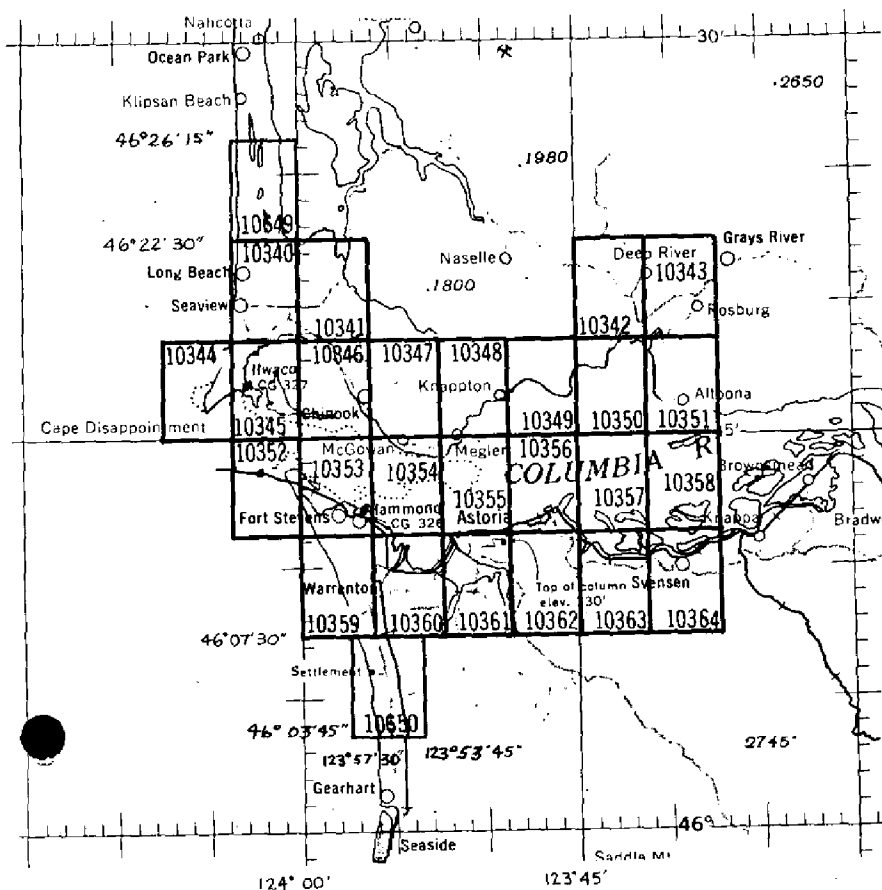 Nahcotta
Ocean Park
30'
.2650
Klipsan Beach
46°26'15"
.1980
10649
46°22'30"
10340
Long Beach
Naselle
Deep River
Grays River
10343
.1800
Seaview
Rosburg
10341
10342
10344
10346
10347
10348
Ilwaco
CG 327
Knappton
Altoona
Chinook
Cape Disappointment
10345
10349
10350
10351
5'
10352
McGowan
Megler
10356
10353
10354
COLUMBIA R
Brownsmead
10355
10357
10358
Fort Stevens
Hammond
CG 326
Astoria
Knappa
Bradw
Warrenton
Top of column
elev. 730'
Svensen
10359
10360
10361
10362
10363
10364
46°07'30"
Settlement
10650
46°03'45"
123°57'30"
123°53'45"
2745
Gearhart
46°
Seaside
Saddle Mt
124°00'
123°45'